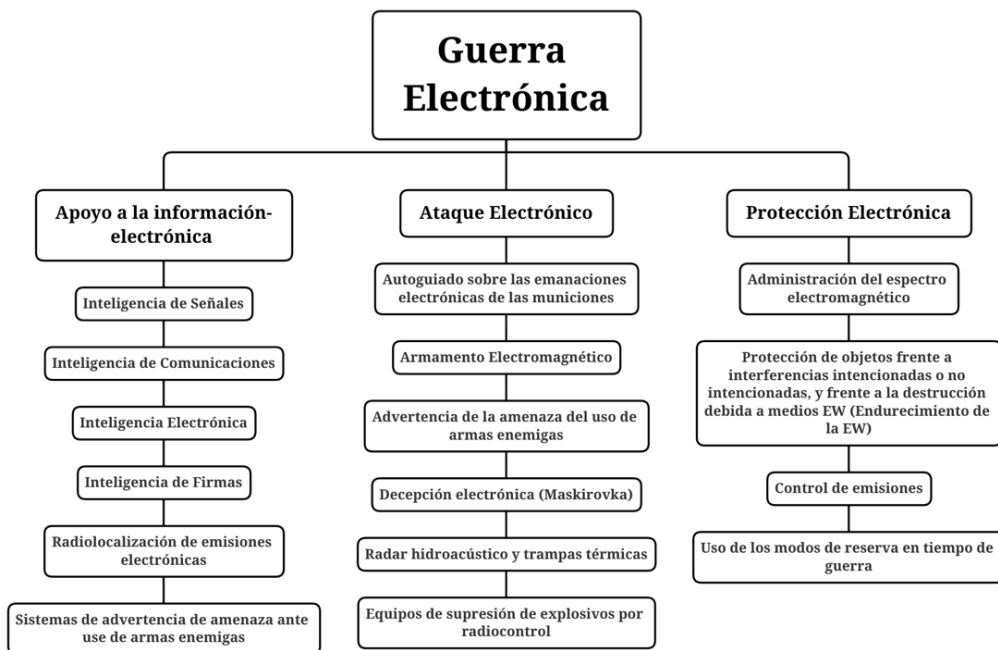 Guerra
Electrónica
Apoyo a la información-
electrónica
Inteligencia de Señales
Inteligencia de Comunicaciones
Inteligencia Electrónica
Inteligencia de Firmas
Radiolocalización de emisiones
electrónicas
Sistemas de advertencia de amenaza ante
use de armas enemigas
Ataque Electrónico
Autoguiado sobre las emanaciones
electrónicas de las municiones
Armamento Electromagnético
Advertencia de la amenaza del uso de
armas enemigas
Decepción electrónica (Maskirovka)
Radar hidroacústico y trampas térmicas
Equipos de supresión de explosivos por
radiocontrol
Protección Electrónica
Administración del espectro
electromagnético
Protección de objetos frente a
interferencias intencionadas o no
intencionadas, y frente a la destrucción
debida a medios EW (Endurecimiento de
la EW)
Control de emisiones
Uso de los modos de reserva en tiempo de
guerra